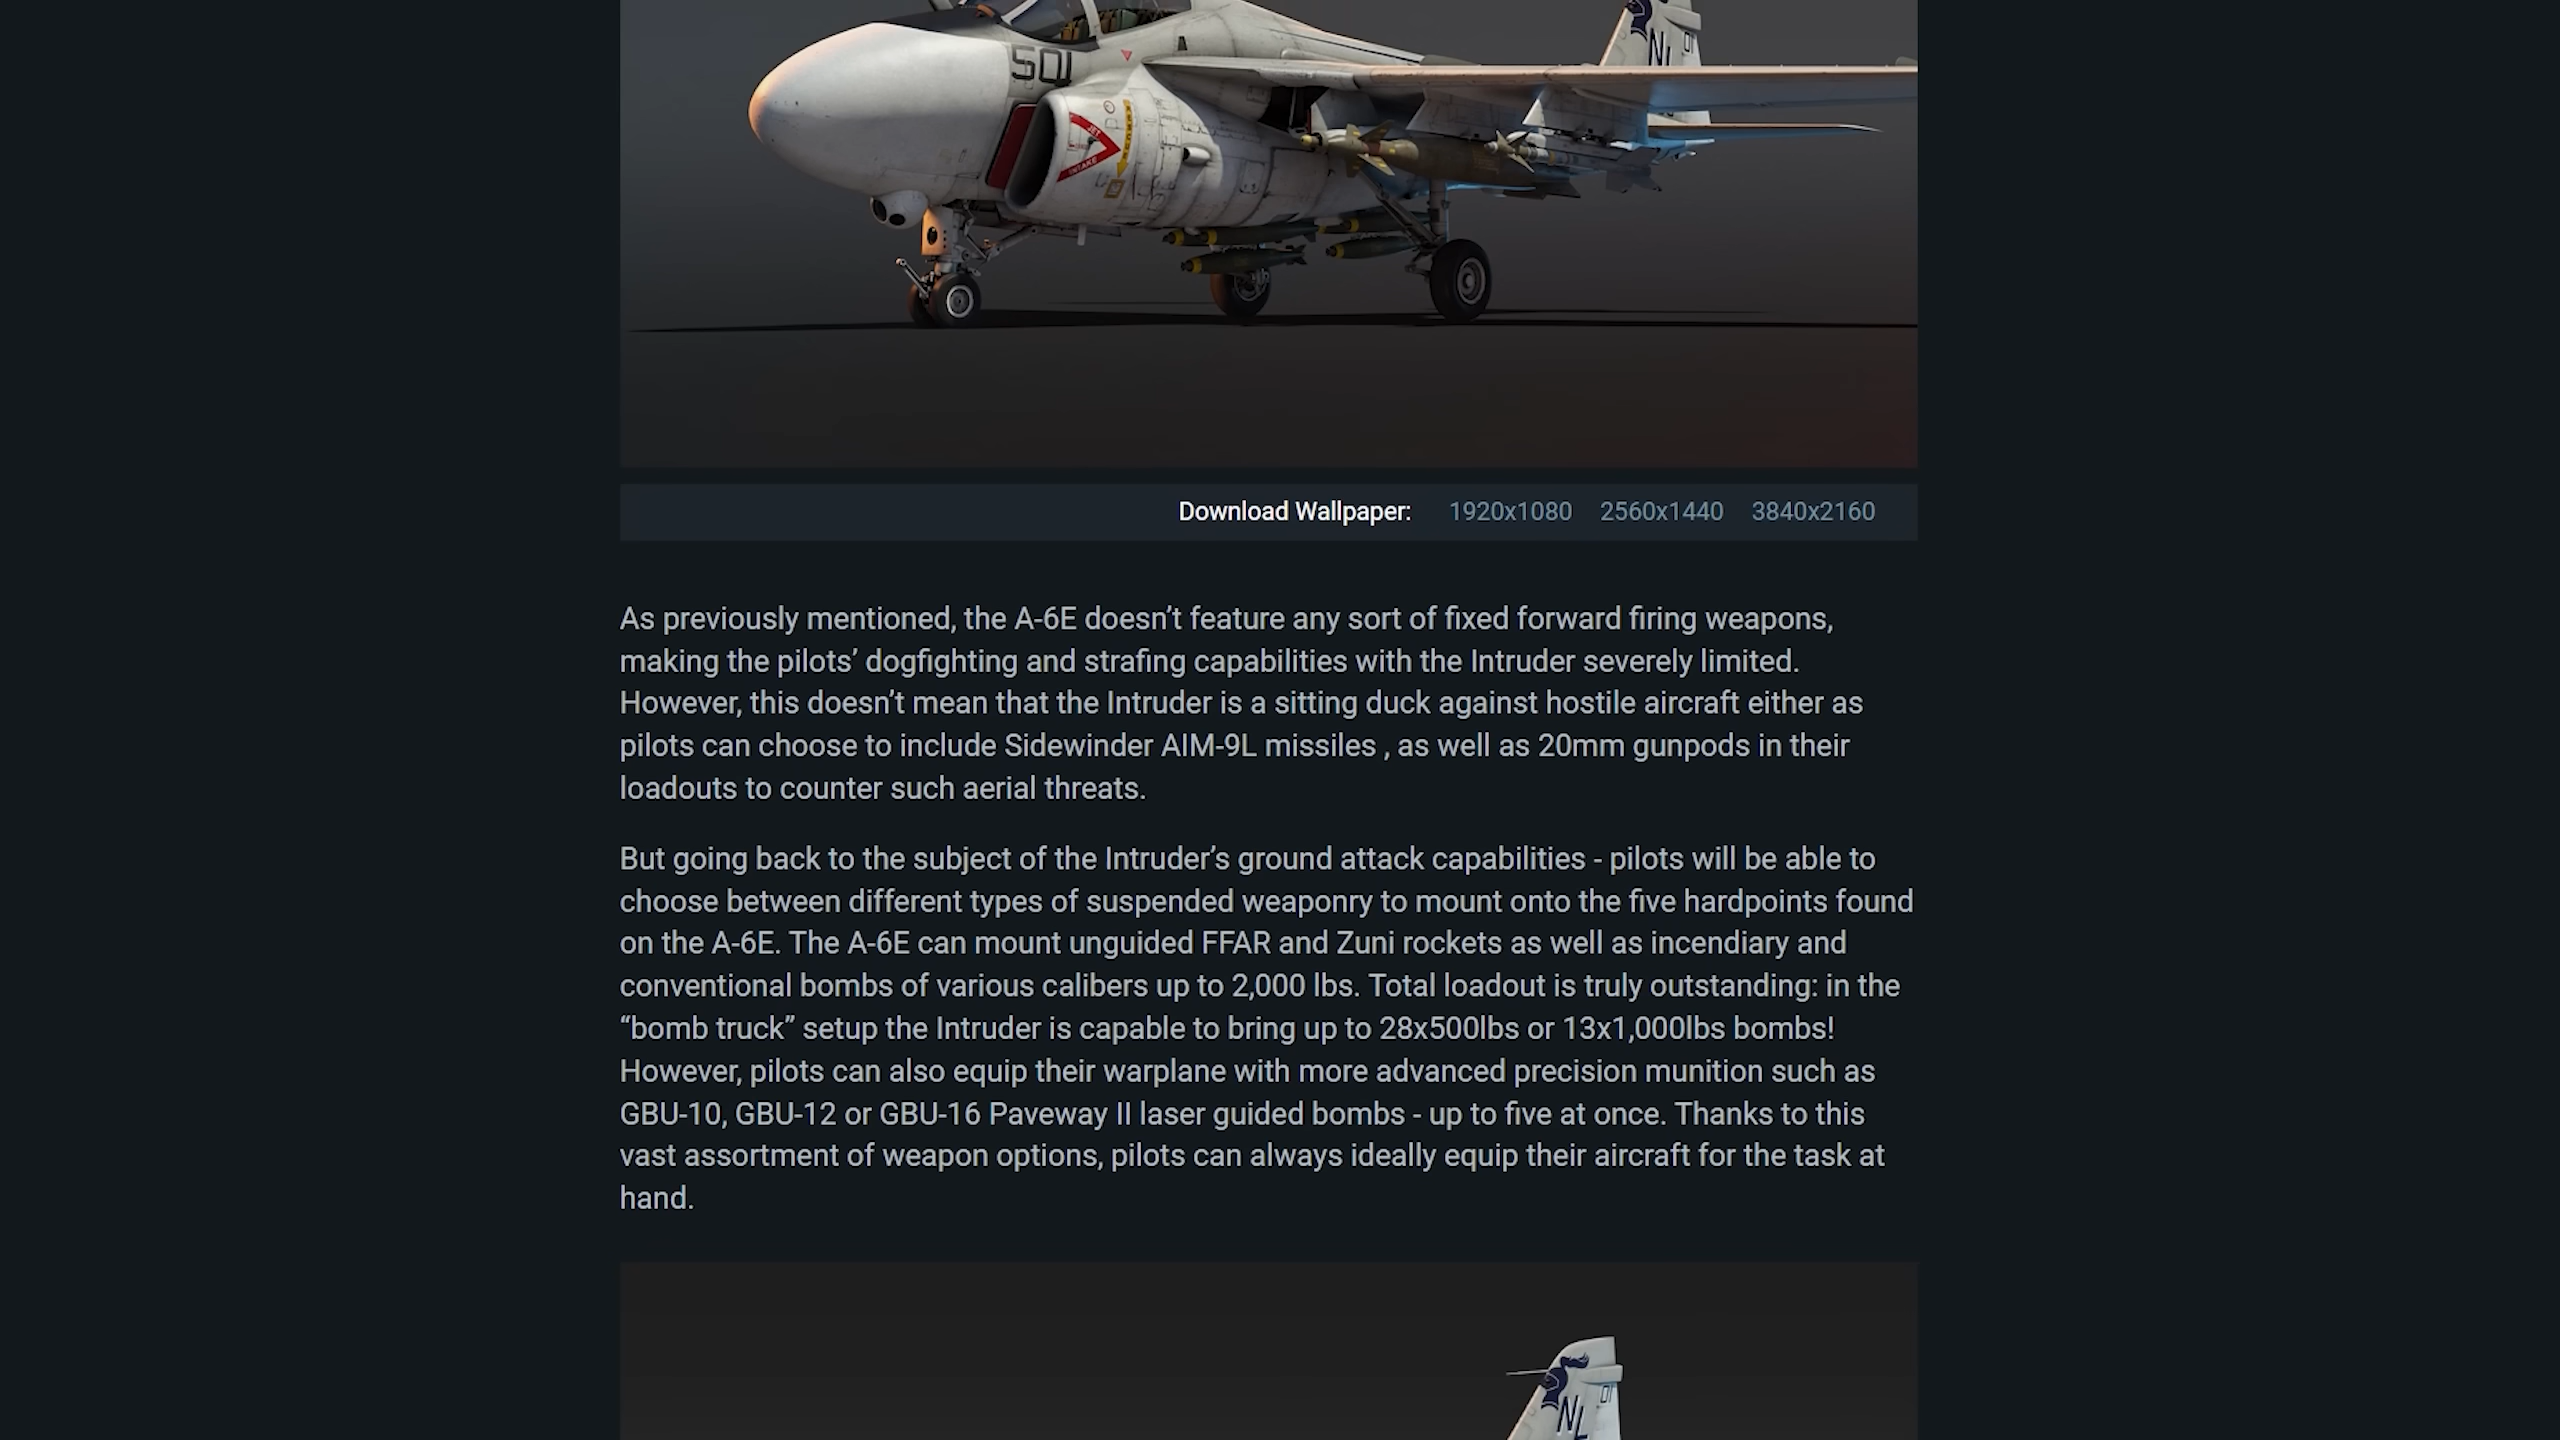 501
NL
01
JET
INTAKE
Download Wallpaper: 1920x1080 2560x1440 3840x2160
As previously mentioned, the A-6E doesn’t feature any sort of fixed forward firing weapons,
making the pilots’ dogfighting and strafing capabilities with the Intruder severely limited.
However, this doesn’t mean that the Intruder is a sitting duck against hostile aircraft either as
pilots can choose to include Sidewinder AIM-9L missiles , as well as 20mm gunpods in their
loadouts to counter such aerial threats.
But going back to the subject of the Intruder’s ground attack capabilities - pilots will be able to
choose between different types of suspended weaponry to mount onto the five hardpoints found
on the A-6E. The A-6E can mount unguided FFAR and Zuni rockets as well as incendiary and
conventional bombs of various calibers up to 2,000 lbs. Total loadout is truly outstanding: in the
“bomb truck” setup the Intruder is capable to bring up to 28x500lbs or 13x1,000lbs bombs!
However, pilots can also equip their warplane with more advanced precision munition such as
GBU-10, GBU-12 or GBU-16 Paveway II laser guided bombs - up to five at once. Thanks to this
vast assortment of weapon options, pilots can always ideally equip their aircraft for the task at
hand.
01
NL